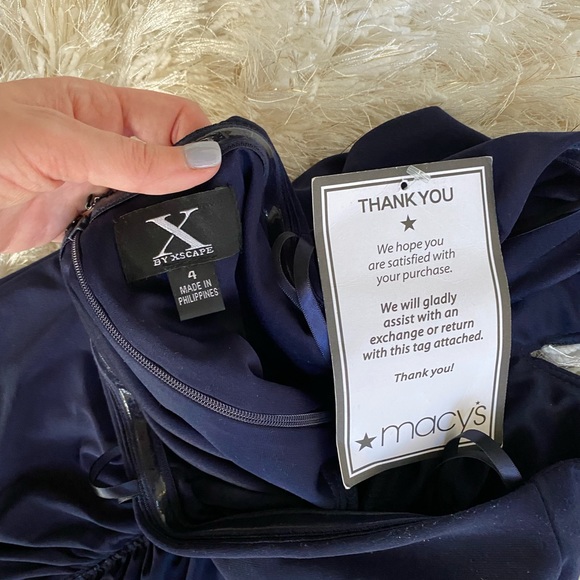 X
BY XSCAPE
4
MADE IN
PHILIPPINES
THANK YOU
We hope you
are satisfied with
your purchase.
We will gladly
assist with an
exchange or return
with this tag attached.
Thank you!
macy's